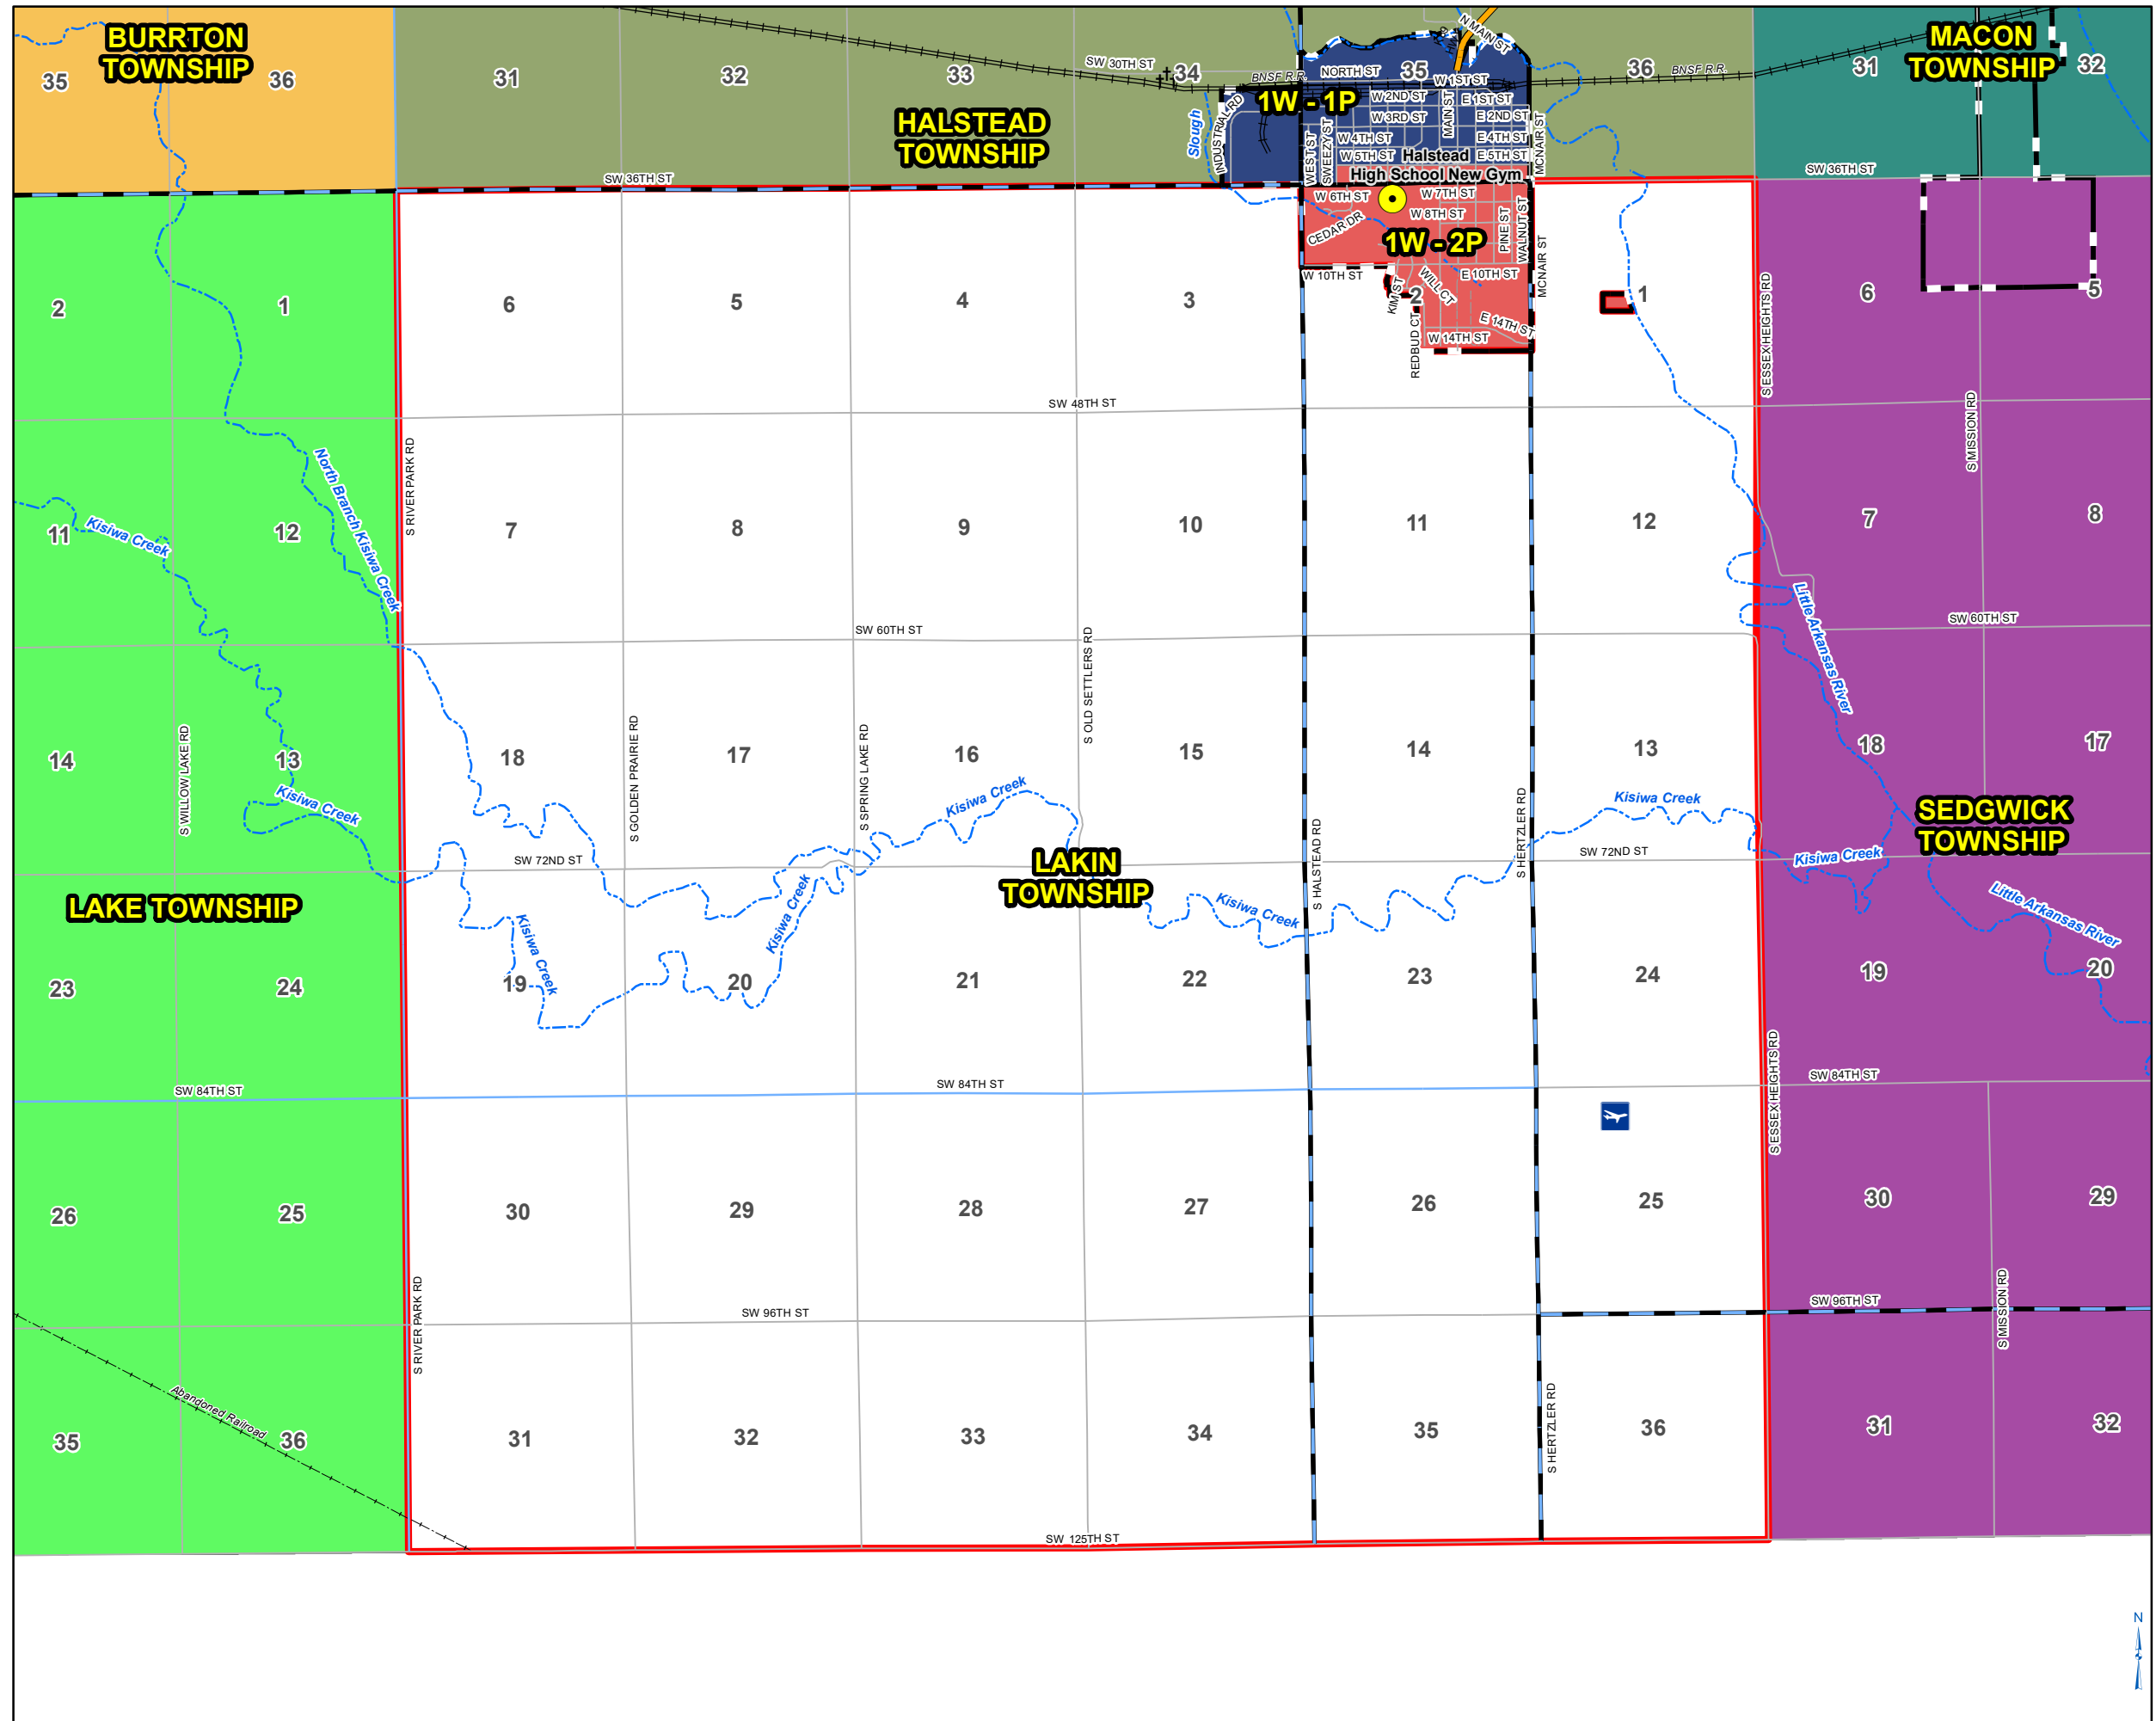 BURRTON
TOWNSHIP
35
36
31
32
33
34
35
36
31
32
MACON
TOWNSHIP
HALSTEAD
TOWNSHIP
SW 30TH ST
BNSF R.R.
NORTH ST
N MAIN ST
W 1ST ST
BNSF R.R.
1W - 1P
W 2ND ST
E 1ST ST
W 3RD ST
MAIN ST
E 2ND ST
W 4TH ST
E 4TH ST
W 5TH ST
Halstead
E 5TH ST
High School New Gym
Slough
INDUSTRIAL RD
WEST ST
SWEEZY ST
MCNAIR ST
SW 36TH ST
SW 36TH ST
W 6TH ST
W 7TH ST
W 8TH ST
CEDAR DR
1W - 2P
PINE ST
WALNUT ST
MCNAIR ST
W 10TH ST
E 10TH ST
KIM ST
WILL CT
REDBUD CT
E 14TH ST
W 14TH ST
2
1
6
5
4
3
2
1
6
5
S ESSEX HEIGHTS RD
SW 48TH ST
S MISSION RD
S RIVER PARK RD
North Branch Kisiwa Creek
Kisiwa Creek
11
12
7
8
9
10
11
12
7
8
SW 60TH ST
SW 60TH ST
Little Arkansas River
S OLD SETTLERS RD
S WILLOW LAKE RD
S GOLDEN PRAIRIE RD
S SPRING LAKE RD
14
13
18
17
16
15
14
13
18
17
Kisiwa Creek
Kisiwa Creek
Kisiwa Creek
S HERTZLER RD
S HALSTEAD RD
SEDGWICK
TOWNSHIP
SW 72ND ST
SW 72ND ST
LAKIN
TOWNSHIP
Kisiwa Creek
LAKE TOWNSHIP
Kisiwa Creek
Kisiwa Creek
Kisiwa Creek
Little Arkansas River
23
24
19
20
21
22
23
24
19
20
SW 84TH ST
SW 84TH ST
SW 84TH ST
S ESSEX HEIGHTS RD
26
25
30
29
28
27
26
25
30
29
SW 96TH ST
SW 96TH ST
S RIVER PARK RD
S MISSION RD
Abandoned Railroad
S HERTZLER RD
35
36
31
32
33
34
35
36
31
32
SW 125TH ST
N